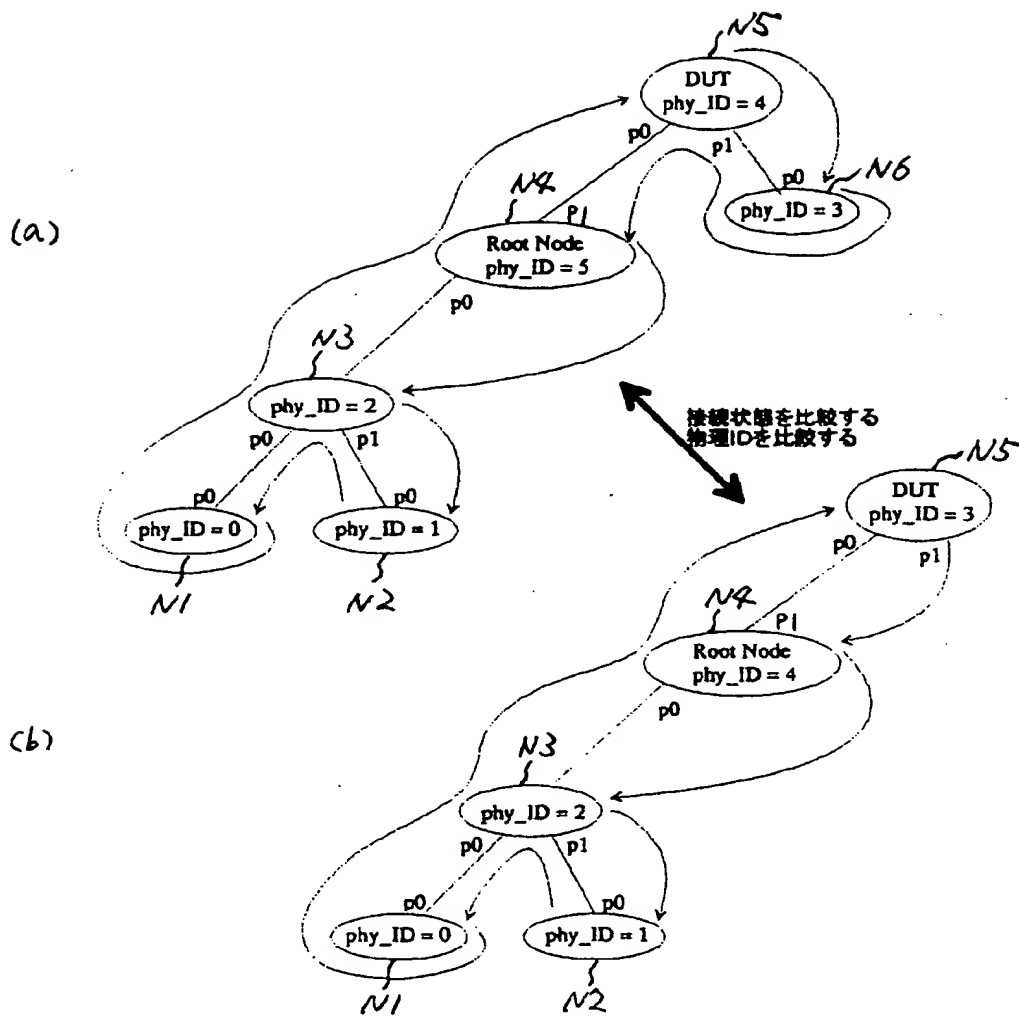 N5
DUT
phy_ID = 4
p0
p1
p0
N6
phy_ID = 3
N4
P1
(a)
Root Node
phy_ID = 5
p0
N3
phy_ID = 2
p0
p1
接続状態を比較する
物理IDを比較する
N5
p0
p0
DUT
phy_ID = 3
phy_ID = 0
phy_ID = 1
p0
p1
N1
N2
N4
P1
Root Node
phy_ID = 4
p0
(b)
N3
phy_ID = 2
p0
p1
p0
p0
phy_ID = 0
phy_ID = 1
N1
N2